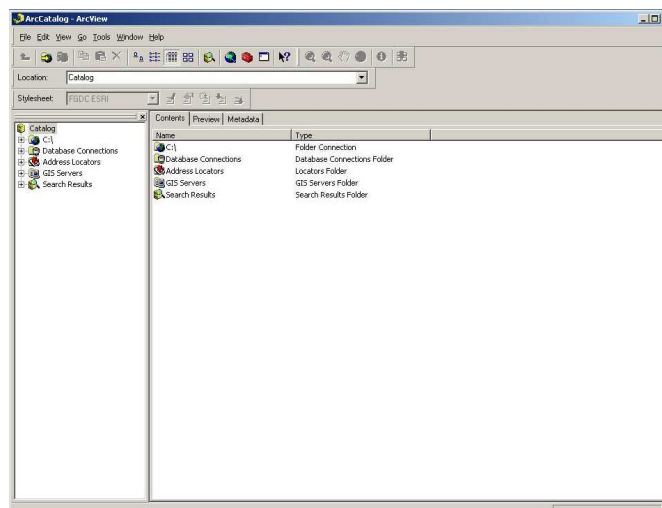 ArcCatalog - ArcView
File Edit View Go Tools Window Help
Location: Catalog
Stylesheet: FGDC ESRI
Catalog
C:\
Database Connections
Address Locators
GIS Servers
Search Results
Contents Preview Metadata
Name Type
C:\ Folder Connection
Database Connections Database Connections Folder
Address Locators Locators Folder
GIS Servers GIS Servers Folder
Search Results Search Results Folder